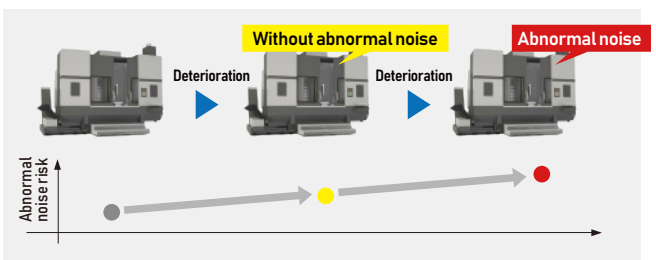 Without abnormal noise
Abnormal noise
Deterioration
Deterioration
Abnormal
noise risk